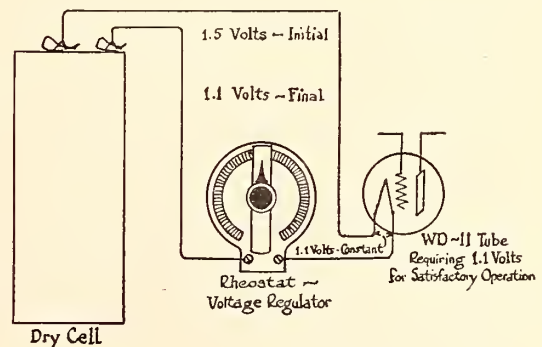 1.5 Volts ~ Initial
1.1 Volts ~ Final
1.1 Volts-Constant
WD~11 Tube
Requiring 1.1 Volts
for Satisfactory Operation
Rheostat ~
Voltage Regulator
Dry Cell